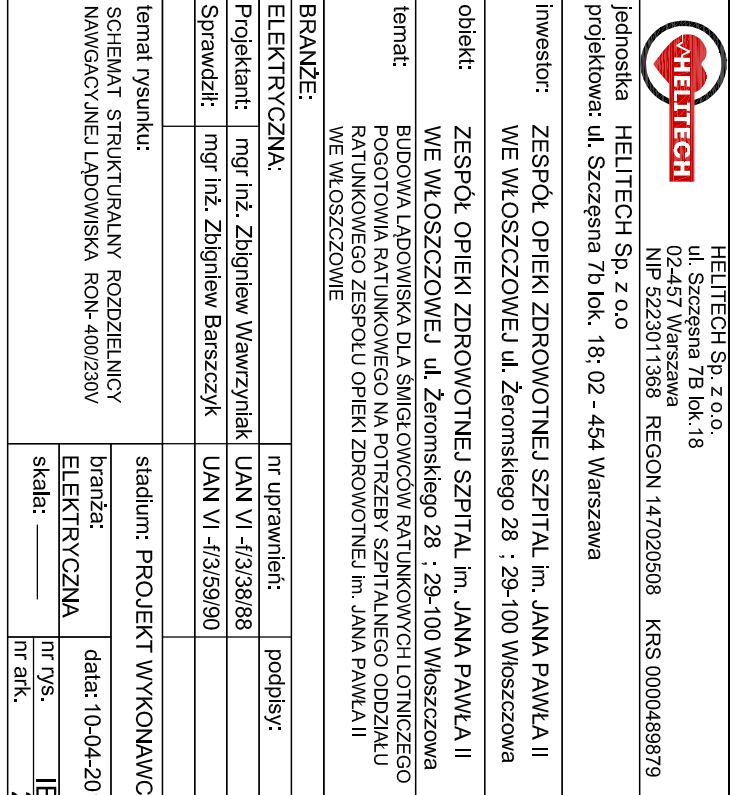 HELITECH
HELITECH Sp. z o.o.
ul. Szczęsna 7B lok.18
02-457 Warszawa
NIP 5223011368 REGON 147020508 KRS 0000489879
jednostka HELITECH Sp. z o.o
projektowa: ul. Szczęsna 7b lok. 18; 02 - 454 Warszawa
inwestor: ZESPÓŁ OPIEKI ZDROWOTNEJ SZPITAL im. JANA PAWŁA II
WE WŁOSZCZOWEJ ul. Żeromskiego 28 ; 29-100 Włoszczowa
obiekt: ZESPÓŁ OPIEKI ZDROWOTNEJ SZPITAL im. JANA PAWŁA II
WE WŁOSZCZOWEJ ul. Żeromskiego 28 ; 29-100 Włoszczowa
temat: BUDOWA LĄDOWISKA DLA ŚMIGŁOWCÓW RATUNKOWYCH LOTNICZEGO
POGOTOWIA RATUNKOWEGO NA POTRZEBY SZPITALNEGO ODDZIAŁU
RATUNKOWEGO ZESPOŁU OPIEKI ZDROWOTNEJ im. JANA PAWŁA II
WE WŁOSZCZOWIE
BRANŻE:
ELEKTRYCZNA: nr uprawnień: podpisy:
Projektant: mgr inż. Zbigniew Wawrzyniak UAN VI -f/3/38/88
Sprawdził: mgr inż. Zbigniew Barszczyk UAN VI -f/3/59/90
temat rysunku:
SCHEMAT STRUKTURALNY ROZDZIELNICY
NAWGACYJNEJ LĄDOWISKA RON- 400/230V
stadium: PROJEKT WYKONAWC
branża:
ELEKTRYCZNA
data: 10-04-20
skala:
nr rys.
nr ark.